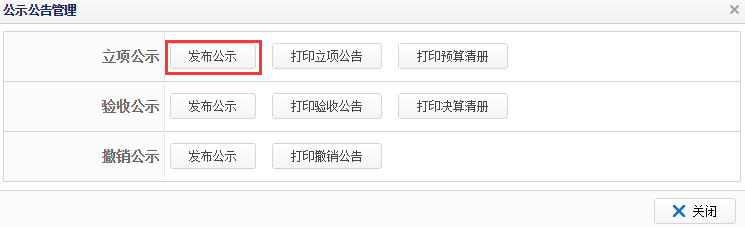 公示公告管理
立项公示 发布公示 打印立项公告 打印预算清册
验收公示 发布公示 打印验收公告 打印决算清册
撤销公示 发布公示 打印撤销公告
关闭